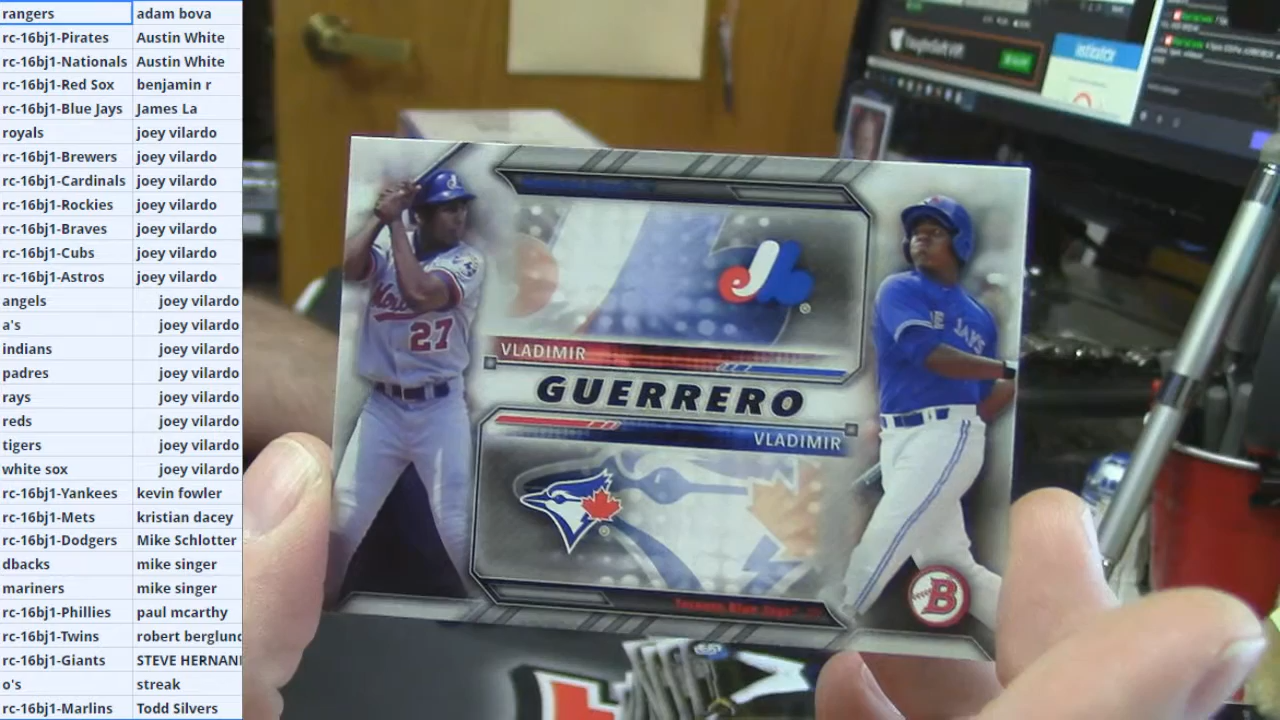 rangers adam bova
rc-16bj1-Pirates Austin White
rc-16bj1-Nationals Austin White
rc-16bj1-Red Sox benjamin r
rc-16bj1-Blue Jays James La
royals joey vilardo
rc-16bj1-Brewers joey vilardo
rc-16bj1-Cardinals joey vilardo
rc-16bj1-Rockies joey vilardo
rc-16bj1-Braves joey vilardo
rc-16bj1-Cubs joey vilardo
rc-16bj1-Astros joey vilardo
angels joey vilardo
a's joey vilardo
indians joey vilardo
padres joey vilardo
rays joey vilardo
reds joey vilardo
tigers joey vilardo
white sox joey vilardo
rc-16bj1-Yankees kevin fowler
rc-16bj1-Mets kristian dacey
rc-16bj1-Dodgers Mike Schlotter
dbacks mike singer
mariners mike singer
rc-16bj1-Phillies paul mcarthy
rc-16bj1-Twins robert berglund
rc-16bj1-Giants STEVE HERNAN
o's streak
rc-16bj1-Marlins Todd Silvers
27
VLADIMIR
GUERRERO
VLADIMIR
JAYS
Toronto Blue Jays
B